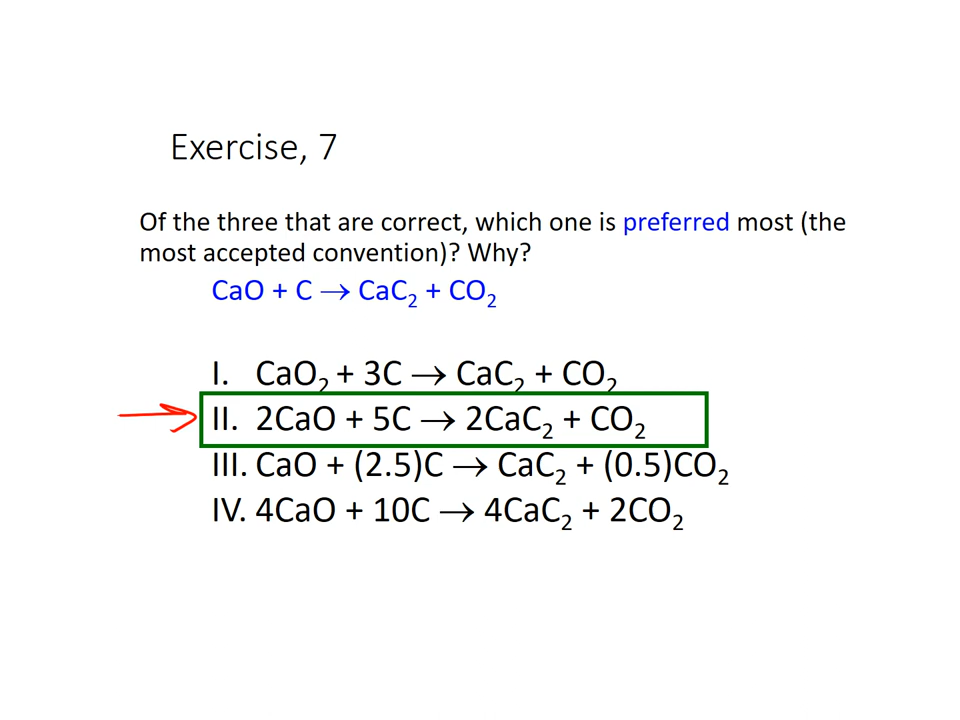 Exercise, 7
Of the three that are correct, which one is preferred most (the
most accepted convention)? Why?
CaO + C → CaC₂ + CO₂
I. CaO₂ + 3C → CaC₂ + CO₂
II. 2CaO + 5C → 2CaC₂ + CO₂
III. CaO + (2.5)C → CaC₂ + (0.5)CO₂
IV. 4CaO + 10C → 4CaC₂ + 2CO₂